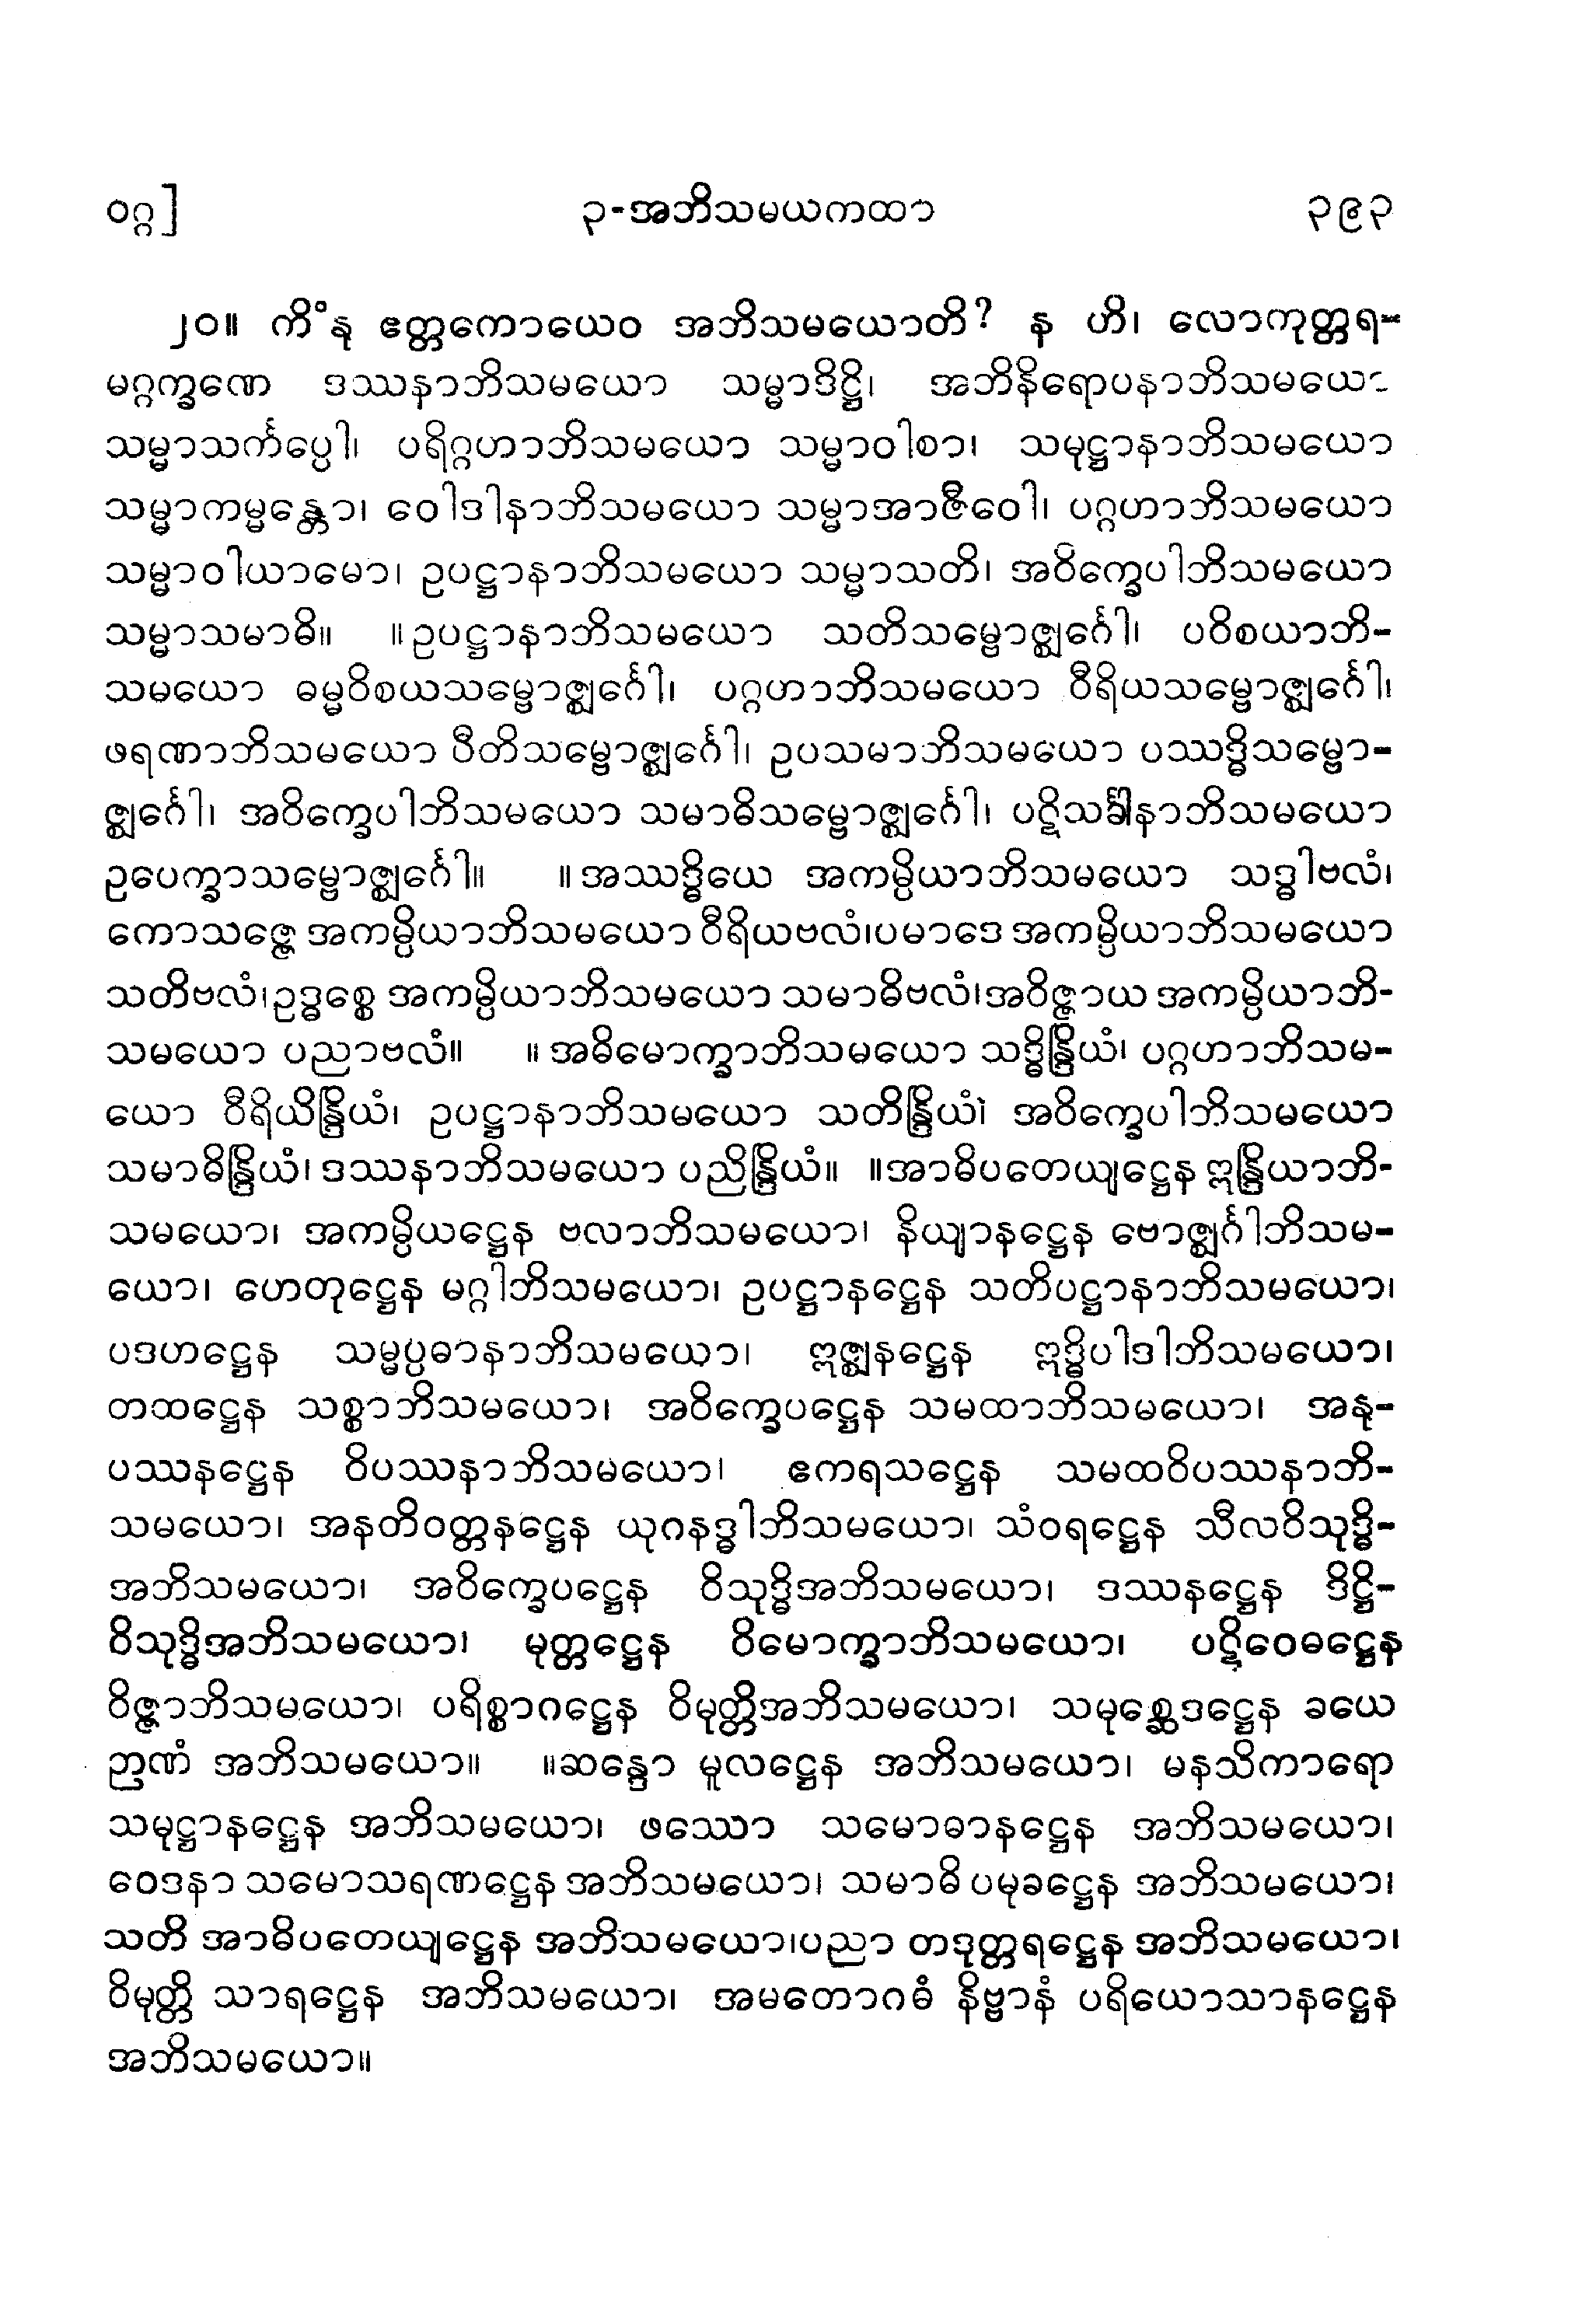 ဝဂ္ဂ] ၃-အဘိသမယကထာ ၃၉၃
၂၀။ ကိံ နု ဧတ္တကောယေဝ အဘိသမယောတိ? န ဟိ၊ လောကုတ္တရ-
မဂ္ဂက္ခဏေ ဒဿနာဘိသမယော သမ္မာဒိဋ္ဌိ၊ အဘိနိရောပနာဘိသမယော
သမ္မာသင်္ကပ္ပေါ၊ ပရိဂ္ဂဟာဘိသမယော သမ္မာဝါစာ၊ သမုဋ္ဌာနာဘိသမယော
သမ္မာကမ္မန္တော၊ ဝေါဒါနာဘိသမယော သမ္မာအာဇီဝေါ၊ ပဂ္ဂဟာဘိသမယော
သမ္မာဝါယာမော၊ ဥပဋ္ဌာနာဘိသမယော သမ္မာသတိ၊ အဝိက္ခေပါဘိသမယော
သမ္မာသမာဓိ။ ။ဥပဋ္ဌာနာဘိသမယော သတိသမ္ဗောဇ္ဈင်္ဂေါ၊ ပဝိစယာဘိ-
သမယော ဓမ္မဝိစယသမ္ဗောဇ္ဈင်္ဂေါ၊ ပဂ္ဂဟာဘိသမယော ဝီရိယသမ္ဗောဇ္ဈင်္ဂေါ၊
ဖရဏာဘိသမယော ပီတိသမ္ဗောဇ္ဈင်္ဂေါ၊ ဥပသမာဘိသမယော ပဿဒ္ဓိသမ္ဗော-
ဇ္ဈင်္ဂေါ၊ အဝိက္ခေပါဘိသမယော သမာဓိသမ္ဗောဇ္ဈင်္ဂေါ၊ ပဋိသင်္ခါနာဘိသမယော
ဥပေက္ခာသမ္ဗောဇ္ဈင်္ဂေါ။ ။အဿဒ္ဓိယေ အကမ္ပိယာဘိသမယော သဒ္ဓါဗလံ၊
ကောသဇ္ဇေ အကမ္ပိယာဘိသမယော ဝီရိယဗလံ၊ပမာဒေ အကမ္ပိယာဘိသမယော
သတိဗလံ၊ဥဒ္ဓစ္စေ အကမ္ပိယာဘိသမယော သမာဓိဗလံ၊အဝိဇ္ဇာယ အကမ္ပိယာဘိ-
သမယော ပညာဗလံ။ ။အဓိမောက္ခာဘိသမယော သဒ္ဓိန္ဒြိယံ၊ ပဂ္ဂဟာဘိသမ-
ယော ဝီရိယိန္ဒြိယံ၊ ဥပဋ္ဌာနာဘိသမယော သတိန္ဒြိယံ၊ အဝိက္ခေပါဘိသမယော
သမာဓိန္ဒြိယံ၊ ဒဿနာဘိသမယော ပညိန္ဒြိယံ။ ။အာဓိပတေယျဋ္ဌေန ဣန္ဒြိယာဘိ-
သမယော၊ အကမ္ပိယဋ္ဌေန ဗလာဘိသမယော၊ နိယျာနဋ္ဌေန ဗောဇ္ဈင်္ဂါဘိသမ-
ယော၊ ဟေတုဋ္ဌေန မဂ္ဂါဘိသမယော၊ ဥပဋ္ဌာနဋ္ဌေန သတိပဋ္ဌာနာဘိသမယော၊
ပဒဟဋ္ဌေန သမ္မပ္ပဓာနာဘိသမယော၊ ဣဇ္ဈနဋ္ဌေန ဣဒ္ဓိပါဒါဘိသမယော၊
တထဋ္ဌေန သစ္စာဘိသမယော၊ အဝိက္ခေပဋ္ဌေန သမထာဘိသမယော၊ အနု-
ပဿနဋ္ဌေန ဝိပဿနာဘိသမယော၊ ဧကရသဋ္ဌေန သမထဝိပဿနာဘိ-
သမယော၊ အနတိဝတ္တနဋ္ဌေန ယုဂနဒ္ဓါဘိသမယော၊ သံဝရဋ္ဌေန သီလဝိသုဒ္ဓိ-
အဘိသမယော၊ အဝိက္ခေပဋ္ဌေန ဝိသုဒ္ဓိအဘိသမယော၊ ဒဿနဋ္ဌေန ဒိဋ္ဌိ-
ဝိသုဒ္ဓိအဘိသမယော၊ မုတ္တဋ္ဌေန ဝိမောက္ခာဘိသမယော၊ ပဋိဝေဓဋ္ဌေန
ဝိဇ္ဇာဘိသမယော၊ ပရိစ္စာဂဋ္ဌေန ဝိမုတ္တိအဘိသမယော၊ သမုစ္ဆေဒဋ္ဌေန ခယေ
ဉာဏံ အဘိသမယော။ ။ဆန္ဒော မူလဋ္ဌေန အဘိသမယော၊ မနသိကာရော
သမုဋ္ဌာနဋ္ဌေန အဘိသမယော၊ ဖဿော သမောဓာနဋ္ဌေန အဘိသမယော၊
ဝေဒနာ သမောသရဏဋ္ဌေန အဘိသမယော၊ သမာဓိ ပမုခဋ္ဌေန အဘိသမယော၊
သတိ အာဓိပတေယျဋ္ဌေန အဘိသမယော၊ပညာ တဒုတ္တရဋ္ဌေန အဘိသမယော၊
ဝိမုတ္တိ သာရဋ္ဌေန အဘိသမယော၊ အမတောဂဓံ နိဗ္ဗာနံ ပရိယောသာနဋ္ဌေန
အဘိသမယော။